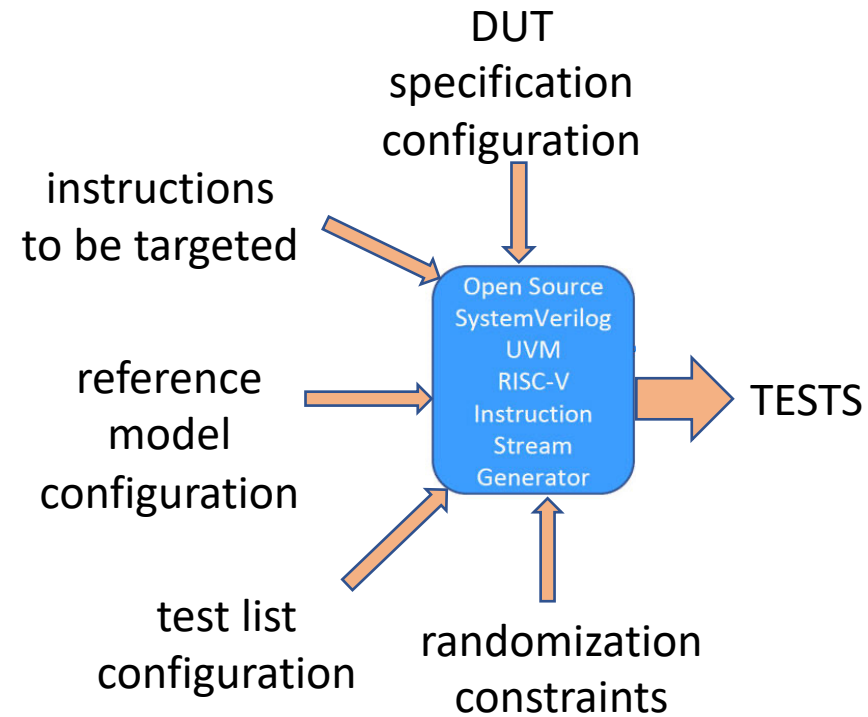 DUT
specification
configuration
instructions
to be targeted
Open Source
SystemVerilog
UVM
RISC-V
Instruction
Stream
Generator
reference
model
configuration
TESTS
test list
configuration
randomization
constraints